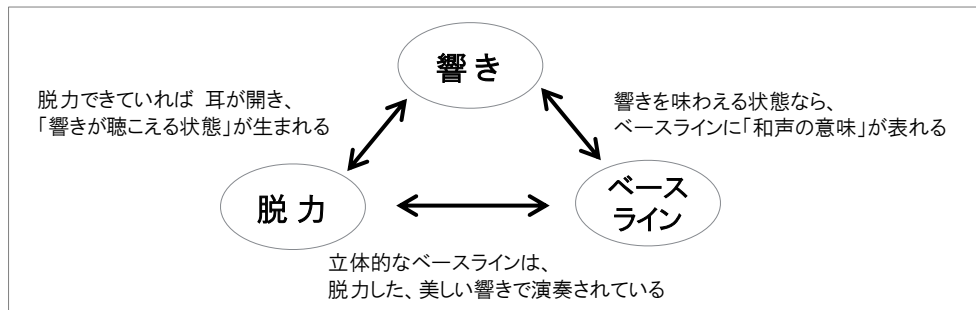 響き
脱力できていれば 耳が開き、
「響きが聴こえる状態」が生まれる
響きを味わえる状態なら、
ベースラインに「和声の意味」が表れる
脱力
ベース
ライン
立体的なベースラインは、
脱力した、美しい響きで演奏されている